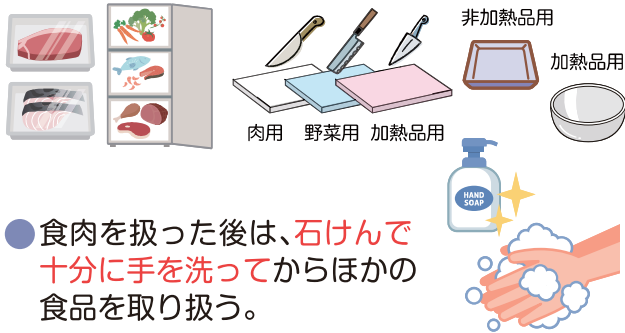 非加熱品用
加熱品用
肉用
野菜用
加熱品用
HAND
SOAP
●食肉を扱った後は、石けんで
十分に手を洗ってからほかの
食品を取り扱う。